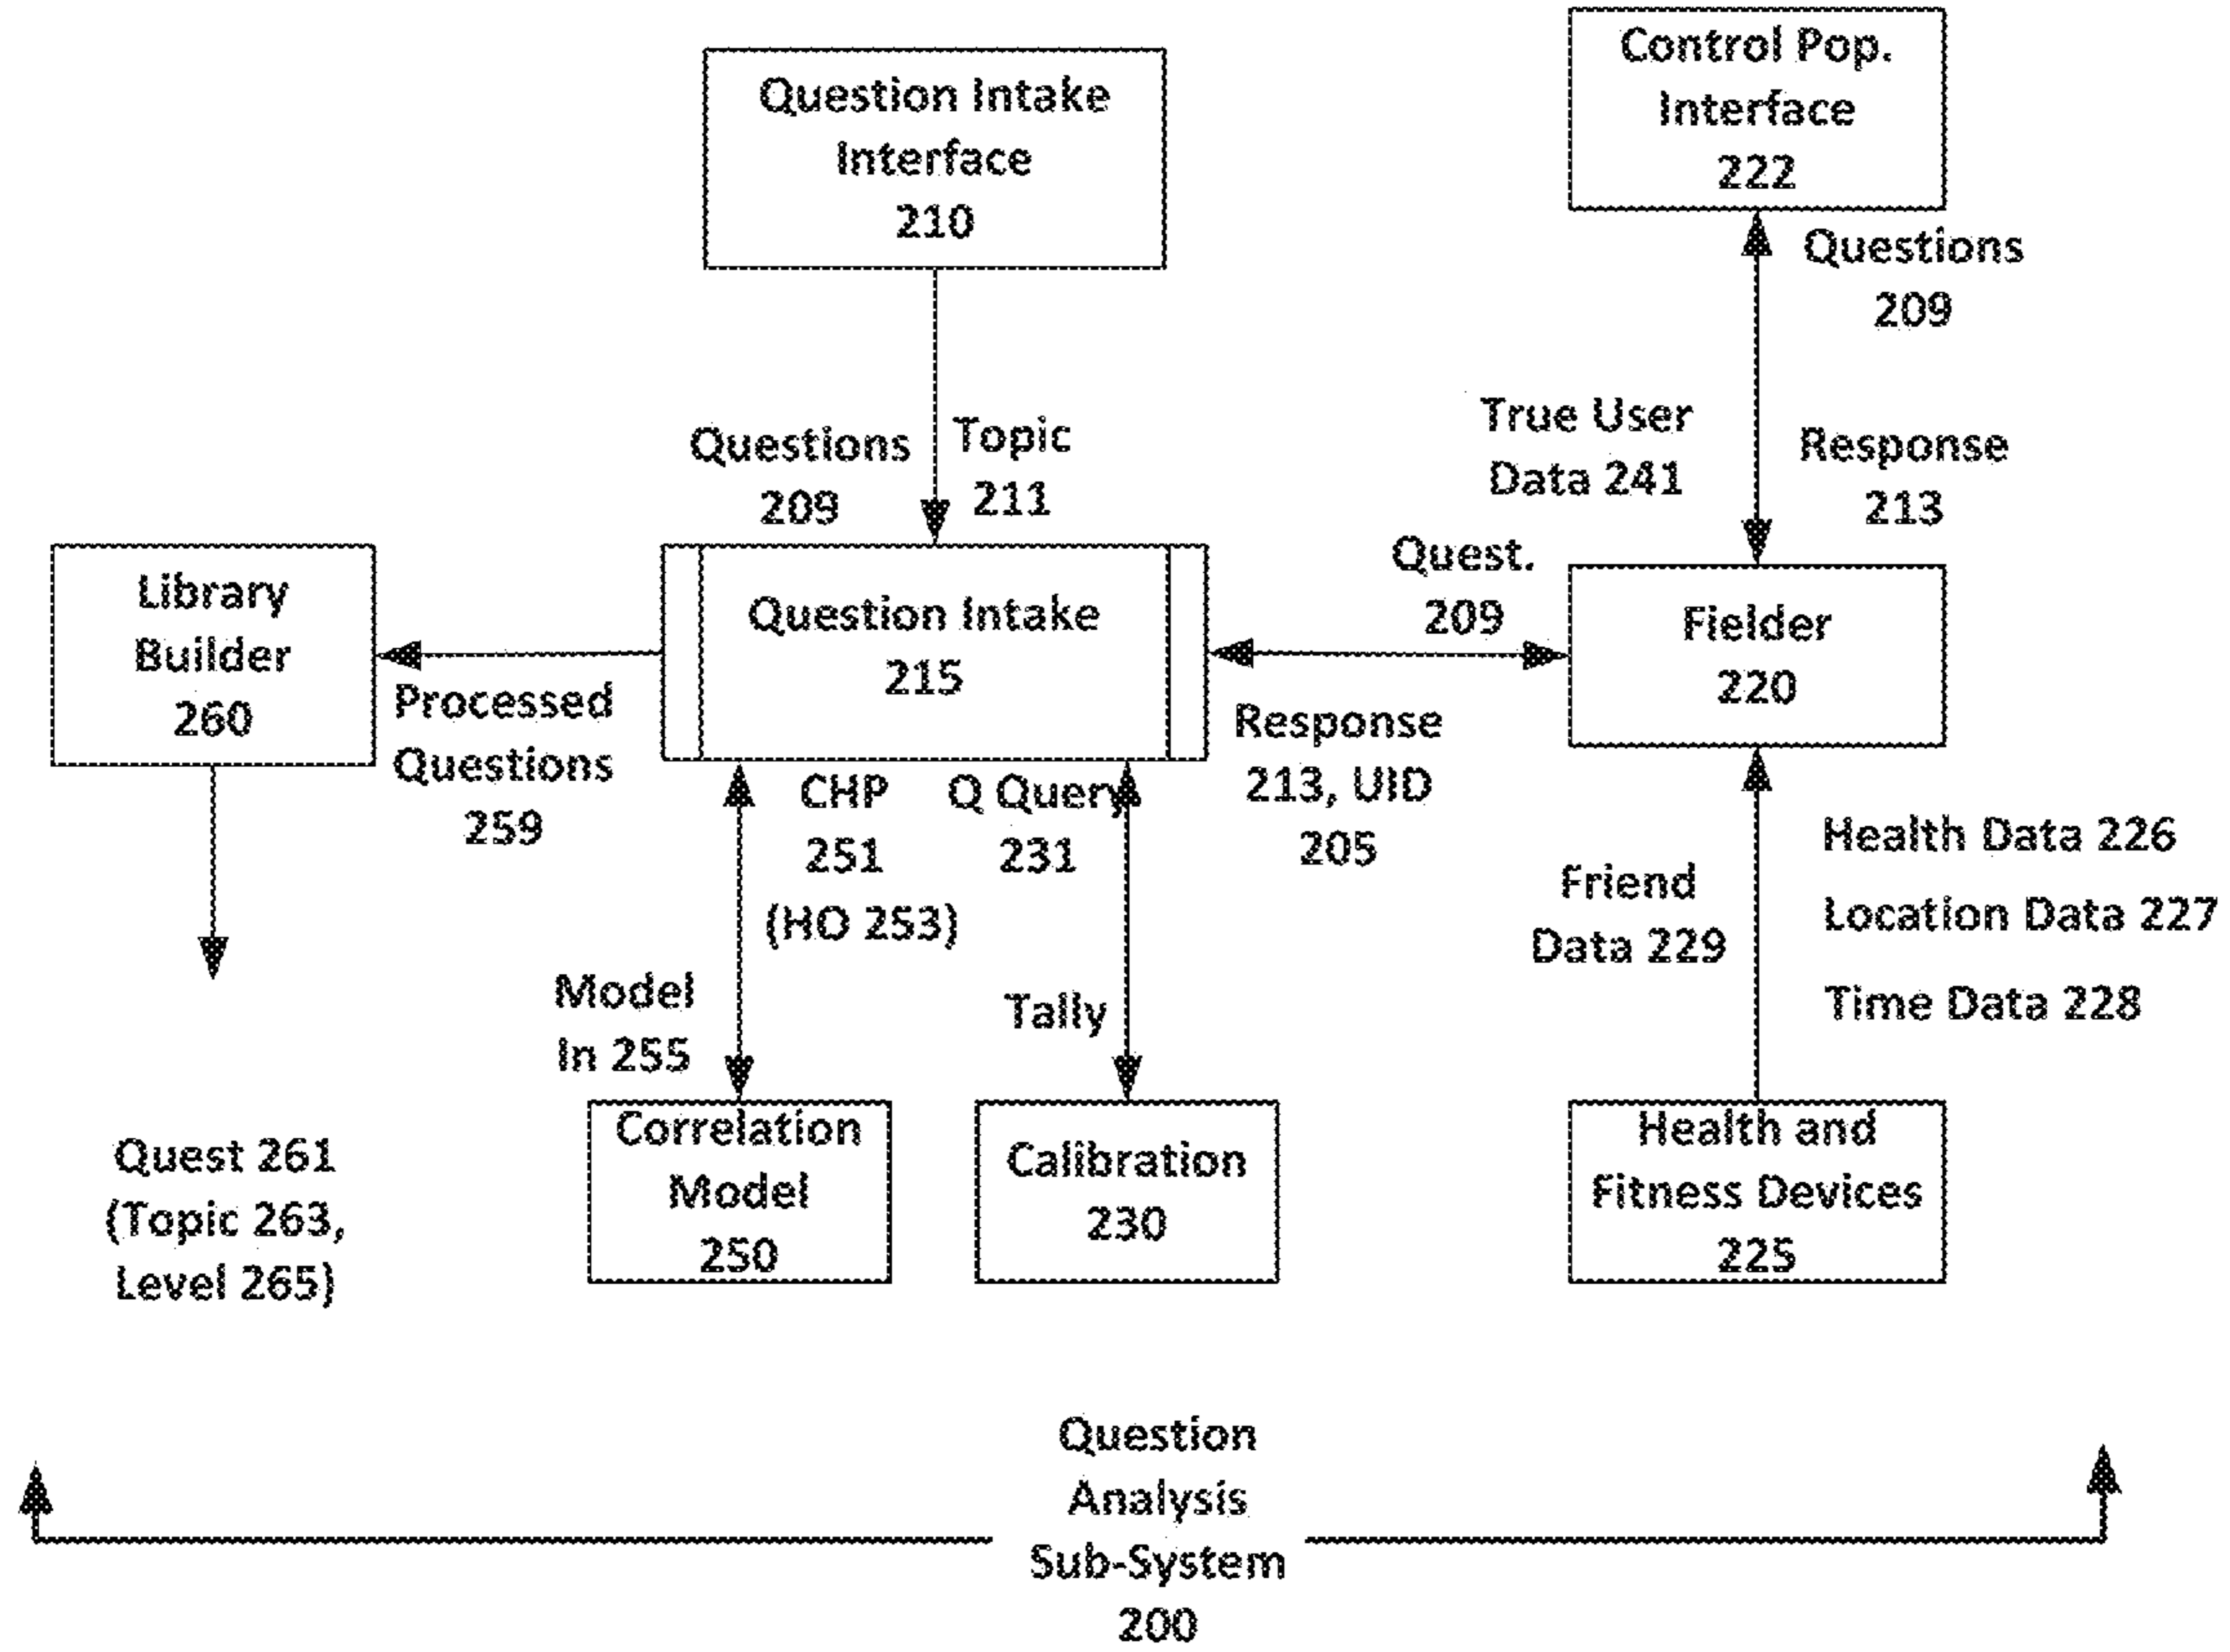 Control Pop.
Interface
222
Question Intake
Interface
210
Questions
209
True User
Data 241
Response
213
Questions
209
Topic
211
Quest.
209
Library
Builder
260
Question Intake
215
Fielder
220
Processed
Questions
259
Response
213, UID
205
CHP
251
(HO 253)
Q Query
231
Health Data 226
Location Data 227
Time Data 228
Friend
Data 229
Model
In 255
Tally
Quest 261
(Topic 263,
Level 265)
Correlation
Model
250
Calibration
230
Health and
Fitness Devices
225
Question
Analysis
Sub-System
200